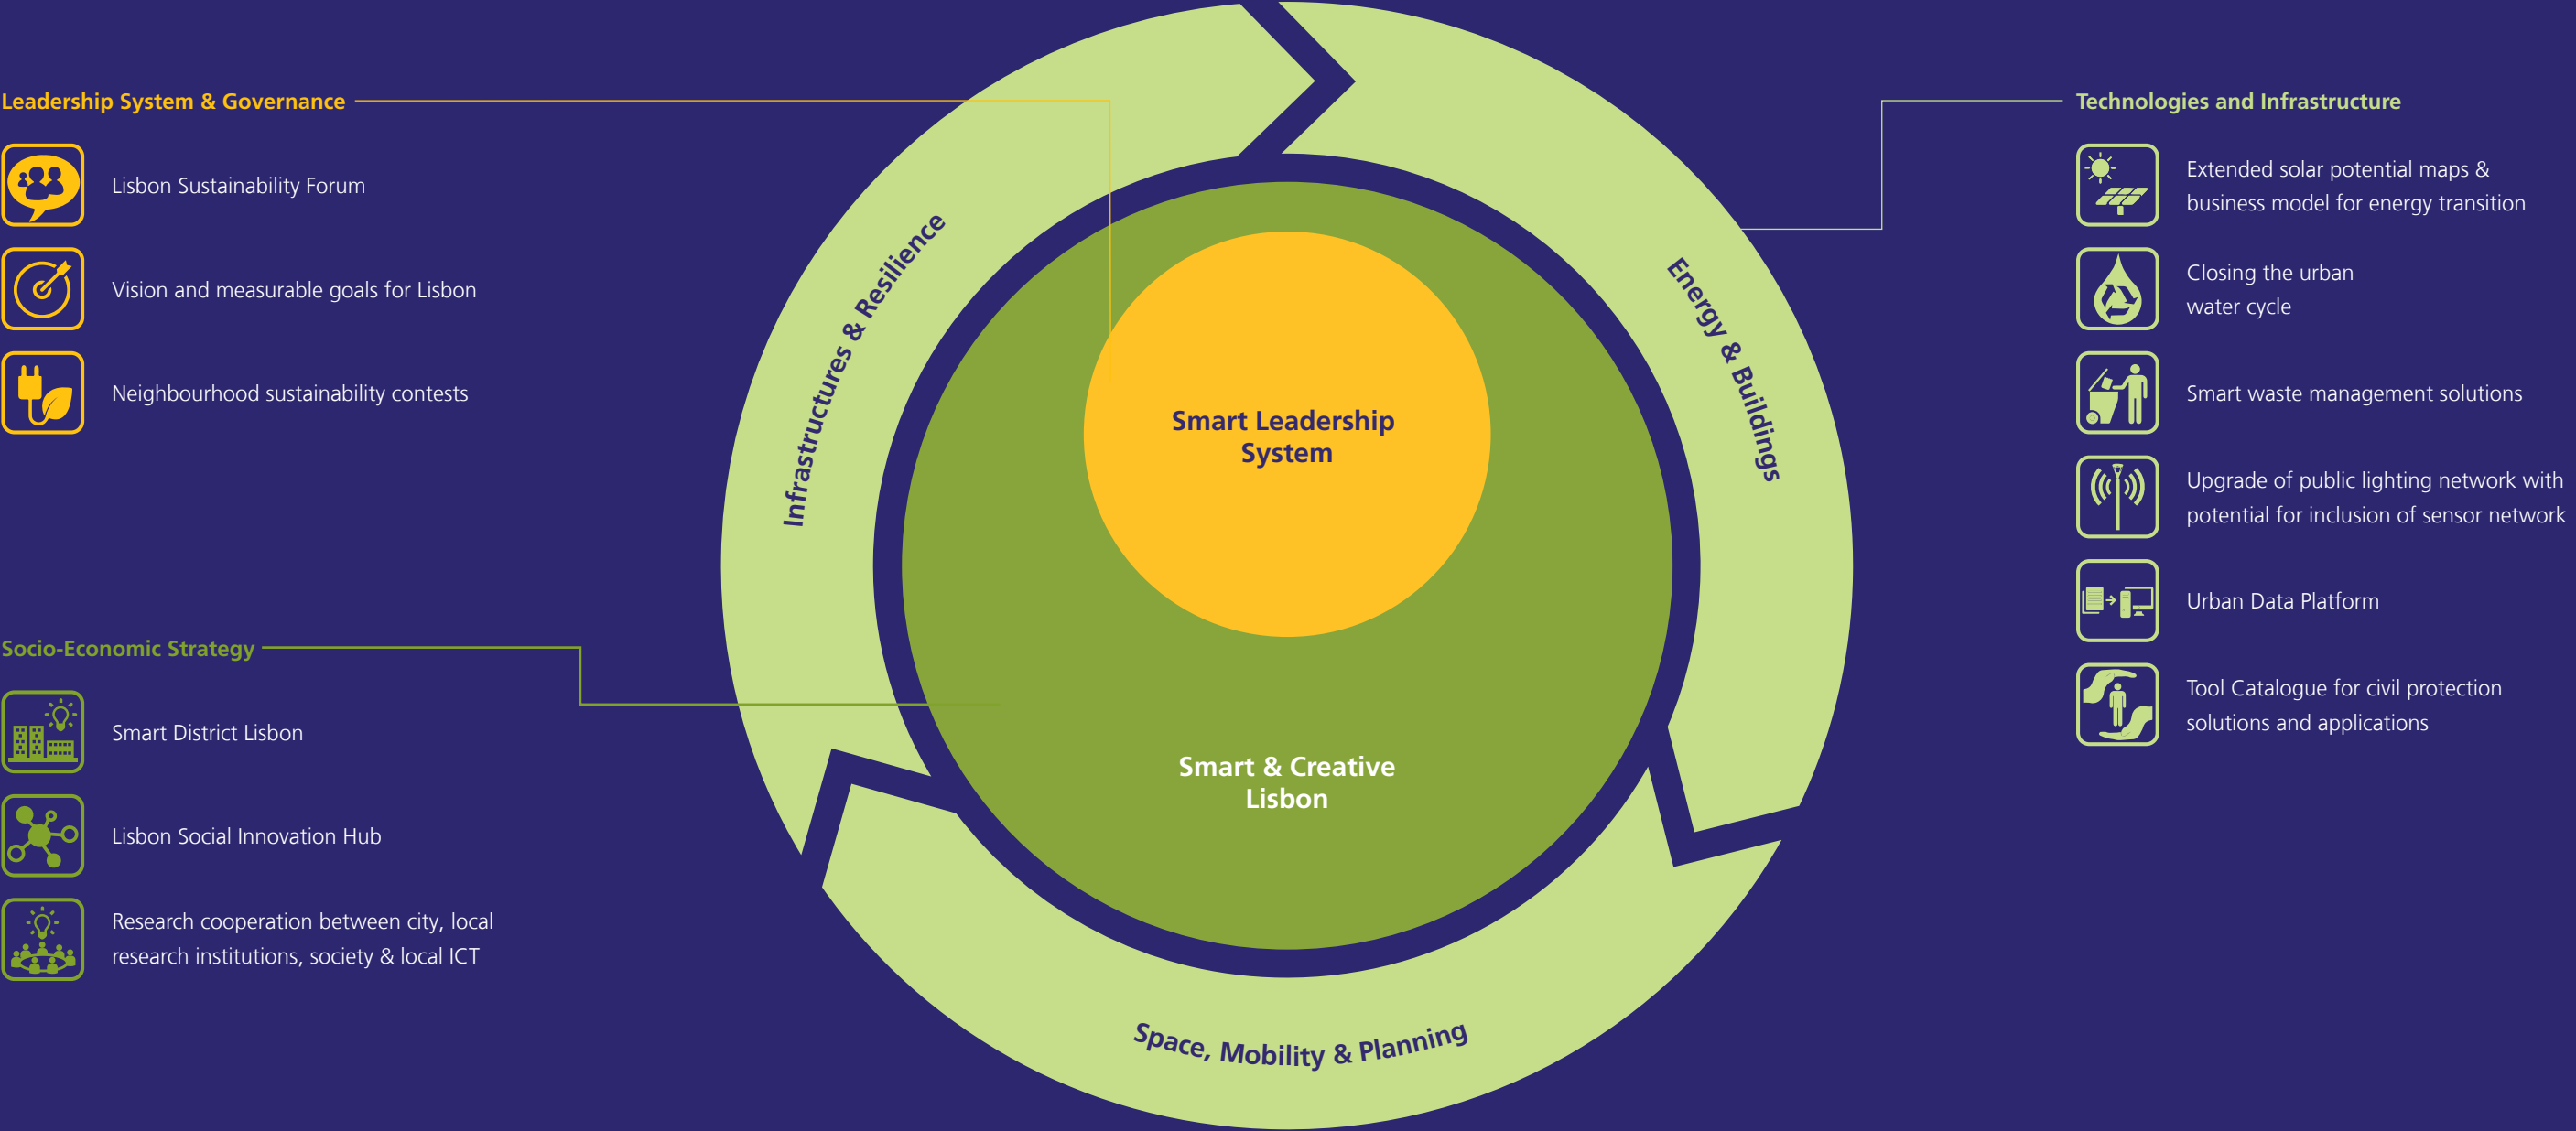 Leadership System & Governance
Lisbon Sustainability Forum
Vision and measurable goals for Lisbon
Neighbourhood sustainability contests
Socio-Economic Strategy
Smart District Lisbon
Lisbon Social Innovation Hub
Research cooperation between city, local
research institutions, society & local ICT
Infrastructures & Resilience
Energy & Buildings
Space, Mobility & Planning
Smart Leadership
System
Smart & Creative
Lisbon
Technologies and Infrastructure
Extended solar potential maps &
business model for energy transition
Closing the urban
water cycle
Smart waste management solutions
Upgrade of public lighting network with
potential for inclusion of sensor network
Urban Data Platform
Tool Catalogue for civil protection
solutions and applications